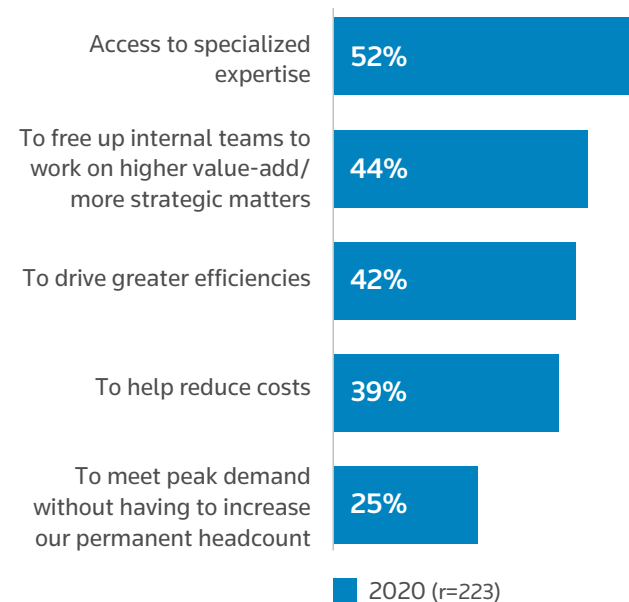 Access to specialized
expertise
52%
To free up internal teams to
work on higher value-add/
more strategic matters
44%
To drive greater efficiencies
42%
To help reduce costs
39%
To meet peak demand
without having to increase
our permanent headcount
25%
2020 (r=223)